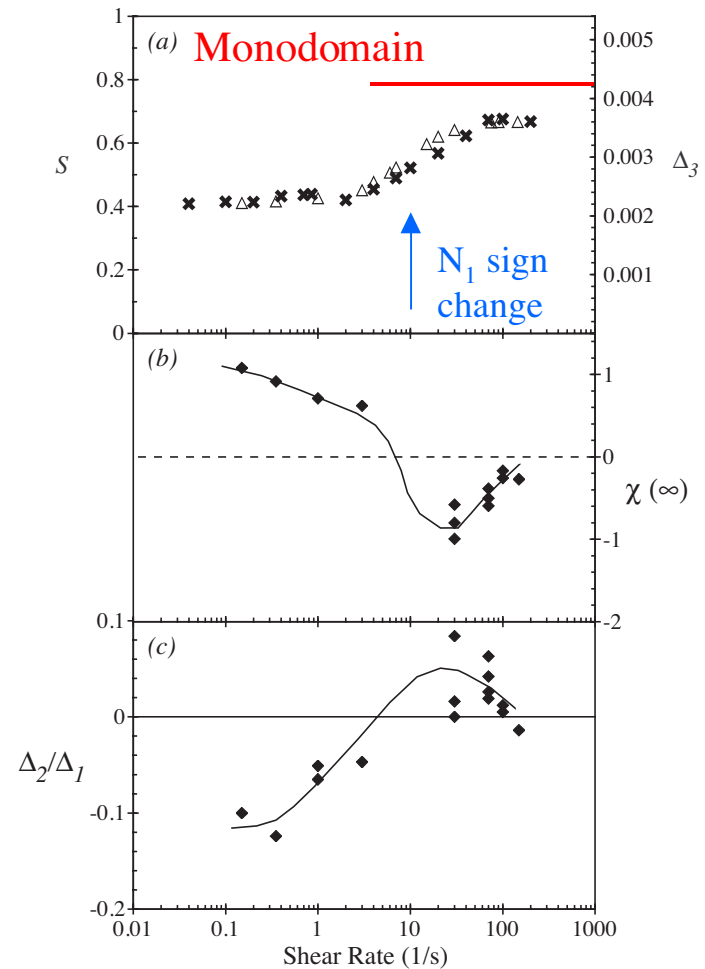 1
(a)
Monodomain
0.8
0.6
S
0.4
0.2
0
0.005
0.004
0.003
Δ3
0.002
0.001
N1 sign
change
(b)
1
0
χ (∞)
-1
-2
0.1
(c)
0
Δ2/Δ1
-0.1
-0.2
0.01 0.1 1 10 100 1000
Shear Rate (1/s)